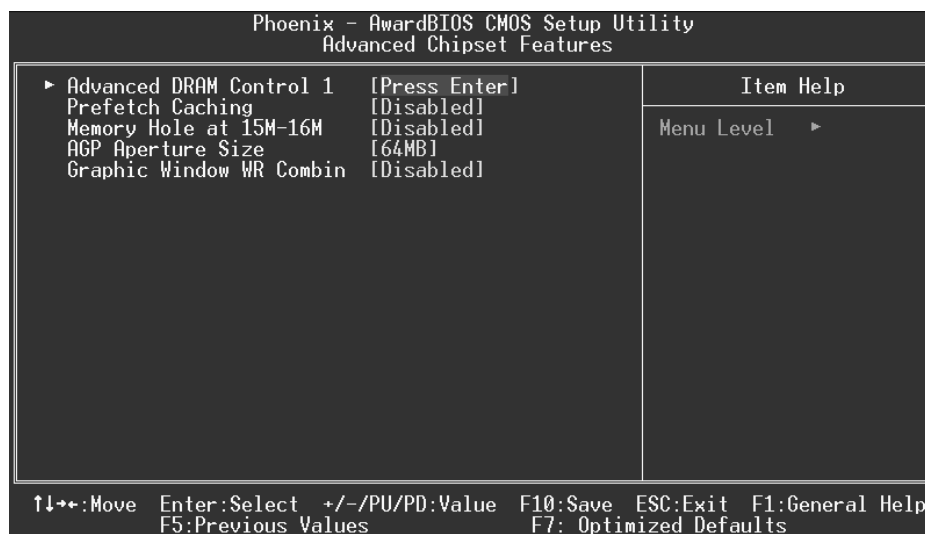 Phoenix - AwardBIOS CMOS Setup Utility
Advanced Chipset Features
► Advanced DRAM Control 1 [Press Enter]
Prefetch Caching [Disabled]
Memory Hole at 15M-16M [Disabled]
AGP Aperture Size [64MB]
Graphic Window WR Combin [Disabled]
Item Help
Menu Level ►
↑↓→←:Move Enter:Select +/-/PU/PD:Value F10:Save ESC:Exit F1:General Help
F5:Previous Values F7: Optimized Defaults